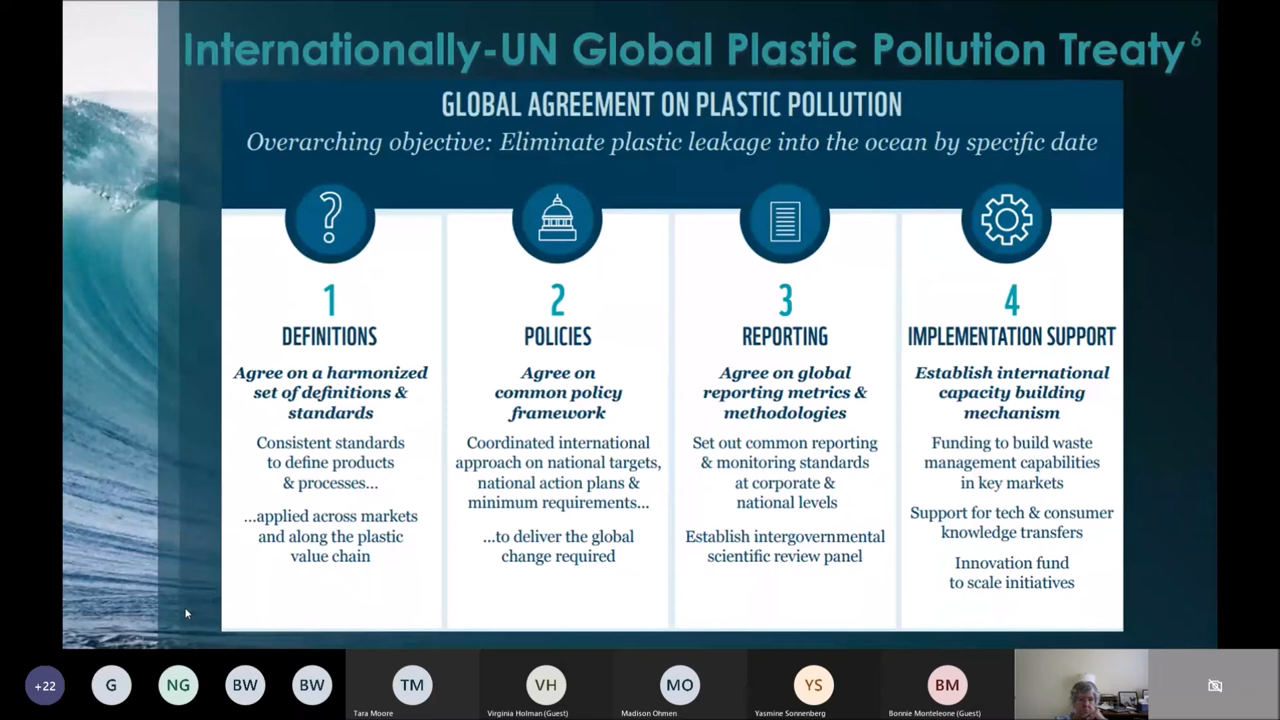 Internationally-UN Global Plastic Pollution Treaty⁶
GLOBAL AGREEMENT ON PLASTIC POLLUTION
Overarching objective: Eliminate plastic leakage into the ocean by specific date
1
DEFINITIONS
Agree on a harmonized
set of definitions &
standards
Consistent standards
to define products
& processes...
...applied across markets
and along the plastic
value chain
2
POLICIES
Agree on
common policy
framework
Coordinated international
approach on national targets,
national action plans &
minimum requirements...
...to deliver the global
change required
3
REPORTING
Agree on global
reporting metrics &
methodologies
Set out common reporting
& monitoring standards
at corporate &
national levels
Establish intergovernmental
scientific review panel
4
IMPLEMENTATION SUPPORT
Establish international
capacity building
mechanism
Funding to build waste
management capabilities
in key markets
Support for tech & consumer
knowledge transfers
Innovation fund
to scale initiatives
+22
G
NG
BW
BW
TM
Tara Moore
VH
Virginia Holman (Guest)
MO
Madison Ohmen
YS
Yasmine Sonnenberg
BM
Bonnie Monteleone (Guest)